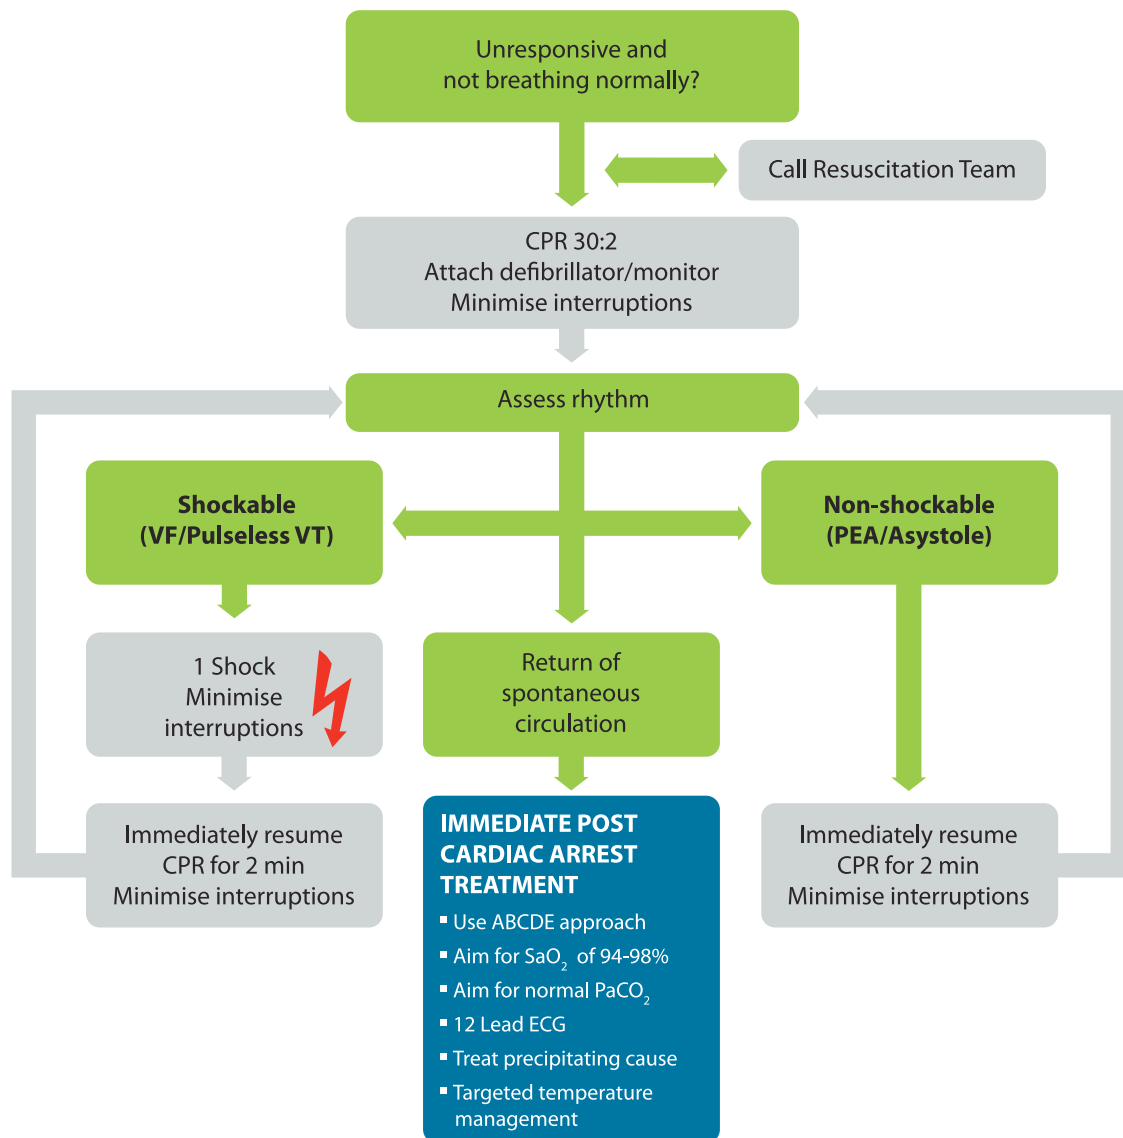 Unresponsive and
not breathing normally?
Call Resuscitation Team
CPR 30:2
Attach defibrillator/monitor
Minimise interruptions
Assess rhythm
Shockable
(VF/Pulseless VT)
Non-shockable
(PEA/Asystole)
1 Shock
Minimise
interruptions
Return of
spontaneous
circulation
Immediately resume
CPR for 2 min
Minimise interruptions
IMMEDIATE POST
CARDIAC ARREST
TREATMENT
▪ Use ABCDE approach
▪ Aim for SaO₂ of 94-98%
▪ Aim for normal PaCO₂
▪ 12 Lead ECG
▪ Treat precipitating cause
▪ Targeted temperature
management
Immediately resume
CPR for 2 min
Minimise interruptions